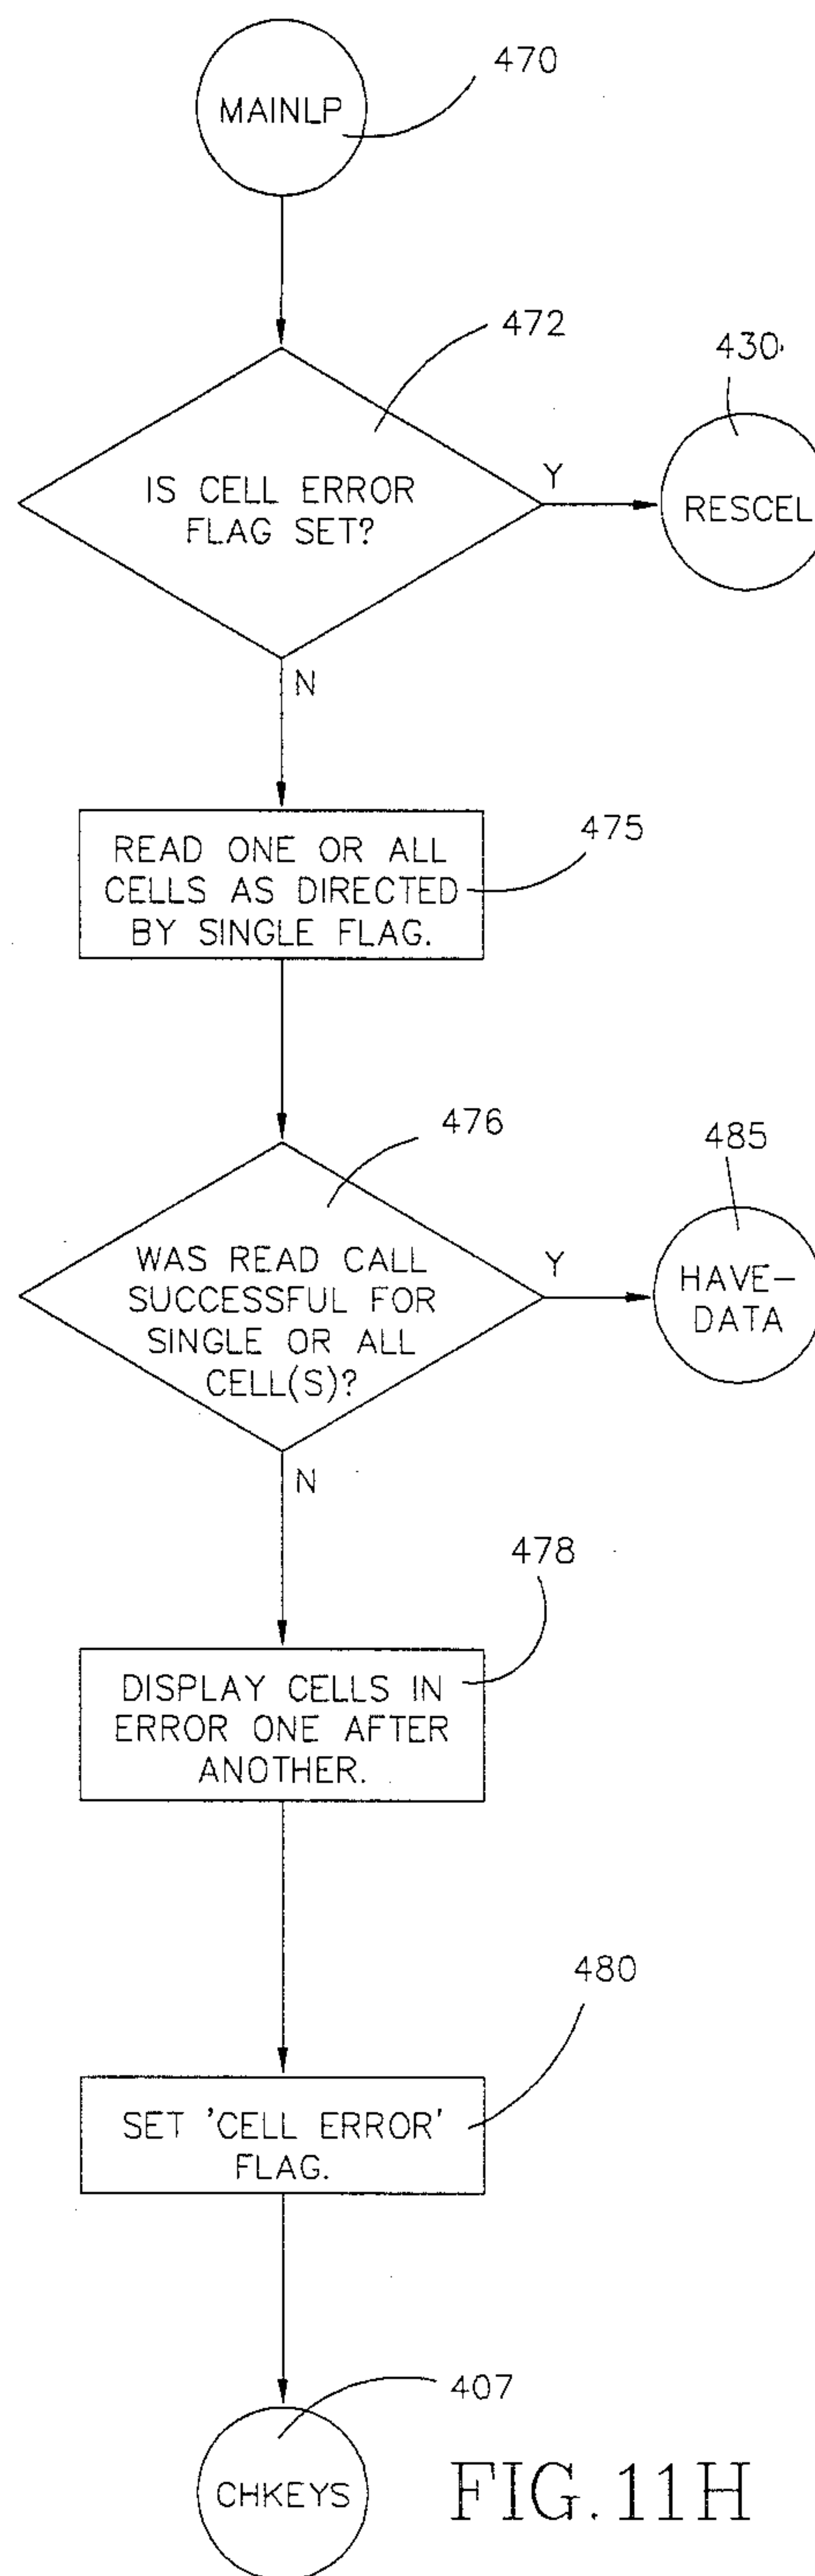 470
MAINLP
472
430
IS CELL ERROR
FLAG SET?
Y
RESCEL
N
READ ONE OR ALL
CELLS AS DIRECTED
BY SINGLE FLAG.
475
476
485
WAS READ CALL
SUCCESSFUL FOR
SINGLE OR ALL
CELL(S)?
Y
HAVE-
DATA
N
478
DISPLAY CELLS IN
ERROR ONE AFTER
ANOTHER.
480
SET 'CELL ERROR'
FLAG.
407
CHKEYS
FIG. 11H